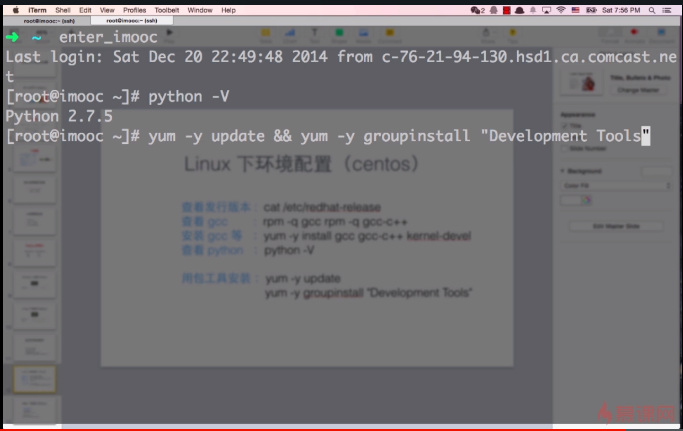 iTerm Shell Edit View Profiles Toolbelt Window Help
Sat 7:56 PM
root@imooc:~ (ssh)
root@imooc:~ (ssh)
→ ~ enter_imooc
Last login: Sat Dec 20 22:49:48 2014 from c-76-21-94-130.hsd1.ca.comcast.ne
t
[root@imooc ~]# python -V
Python 2.7.5
[root@imooc ~]# yum -y update && yum -y groupinstall "Development Tools"
Linux 下环境配置（centos）
查看发行版本： cat /etc/redhat-release
查看 gcc ： rpm -q gcc rpm -q gcc-c++
安装 gcc 等 ： yum -y install gcc gcc-c++ kernel-devel
查看 python ： python -V
用包工具安装： yum -y update
yum -y groupinstall "Development Tools"
Title, Bullets & Photo
Change Master
Appearance
Title
Slide Number
Background
Color Fill
Edit Master Slide
慕课网